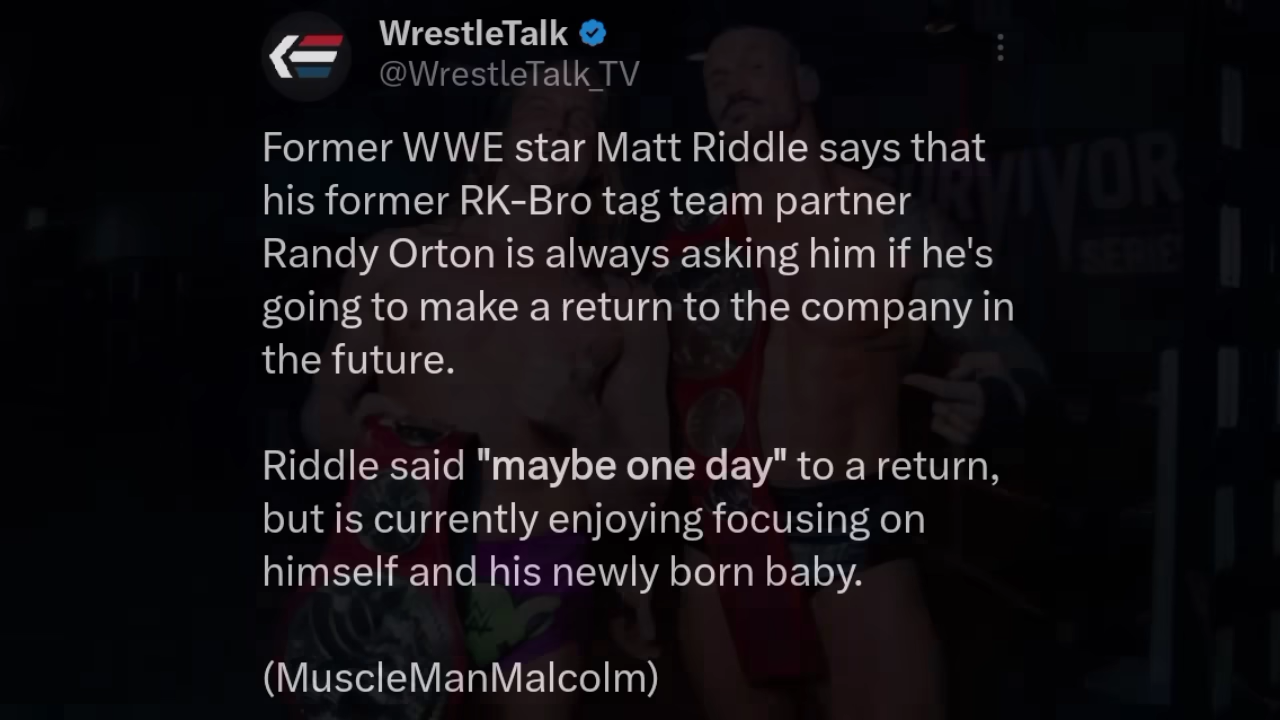 WrestleTalk
@WrestleTalk_TV
Former WWE star Matt Riddle says that
his former RK-Bro tag team partner
Randy Orton is always asking him if he's
going to make a return to the company in
the future.
Riddle said "maybe one day" to a return,
but is currently enjoying focusing on
himself and his newly born baby.
(MuscleManMalcolm)
SURVIVOR
SERIES